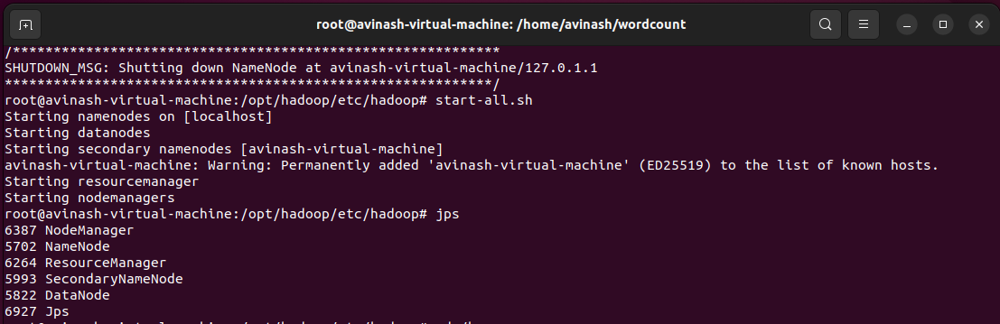 root@avinash-virtual-machine: /home/avinash/wordcount
/************************************************************
SHUTDOWN_MSG: Shutting down NameNode at avinash-virtual-machine/127.0.1.1
************************************************************/
root@avinash-virtual-machine:/opt/hadoop/etc/hadoop# start-all.sh
Starting namenodes on [localhost]
Starting datanodes
Starting secondary namenodes [avinash-virtual-machine]
avinash-virtual-machine: Warning: Permanently added 'avinash-virtual-machine' (ED25519) to the list of known hosts.
Starting resourcemanager
Starting nodemanagers
root@avinash-virtual-machine:/opt/hadoop/etc/hadoop# jps
6387 NodeManager
5702 NameNode
6264 ResourceManager
5993 SecondaryNameNode
5822 DataNode
6927 Jps